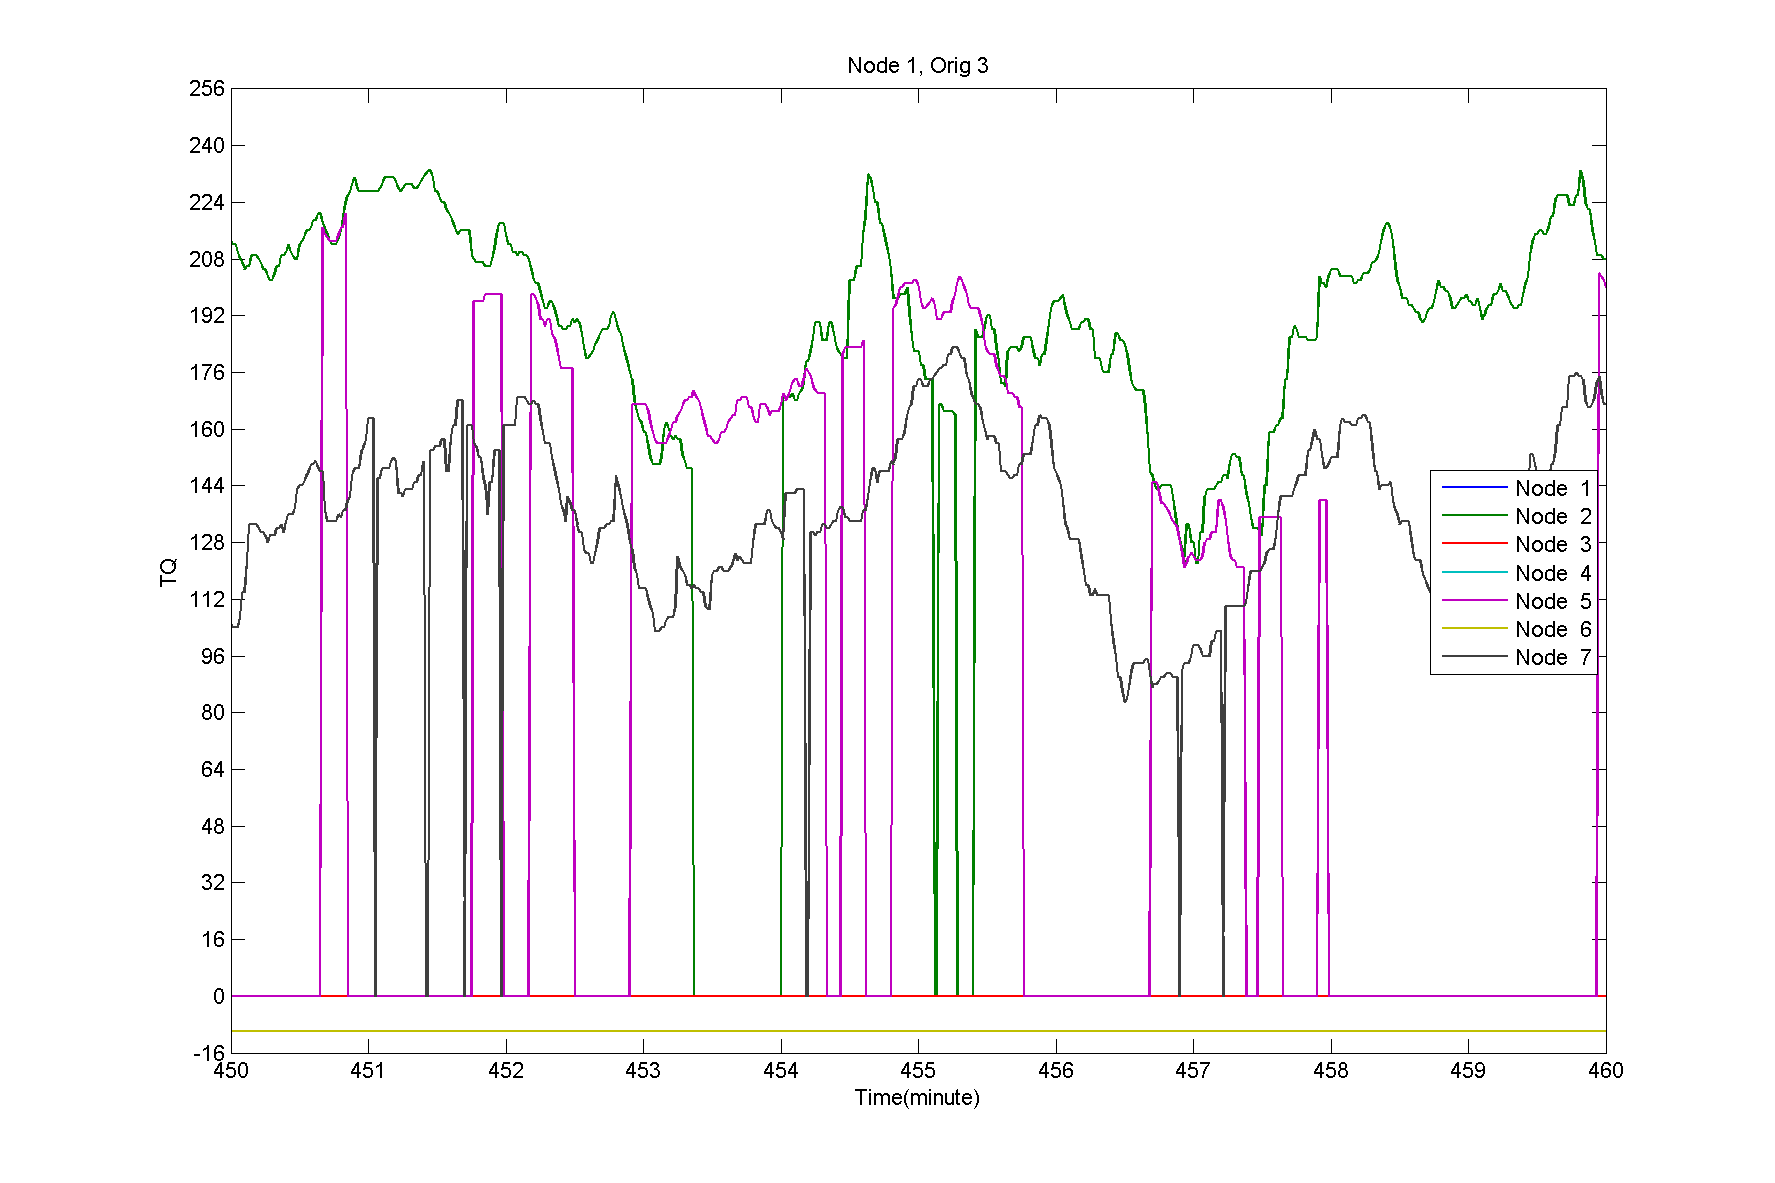 Node 1, Orig 3
256
240
224
208
192
176
160
144
128
112
96
80
64
48
32
16
0
-16
TQ
Node 1
Node 2
Node 3
Node 4
Node 5
Node 6
Node 7
450 451 452 453 454 455 456 457 458 459 460
Time(minute)